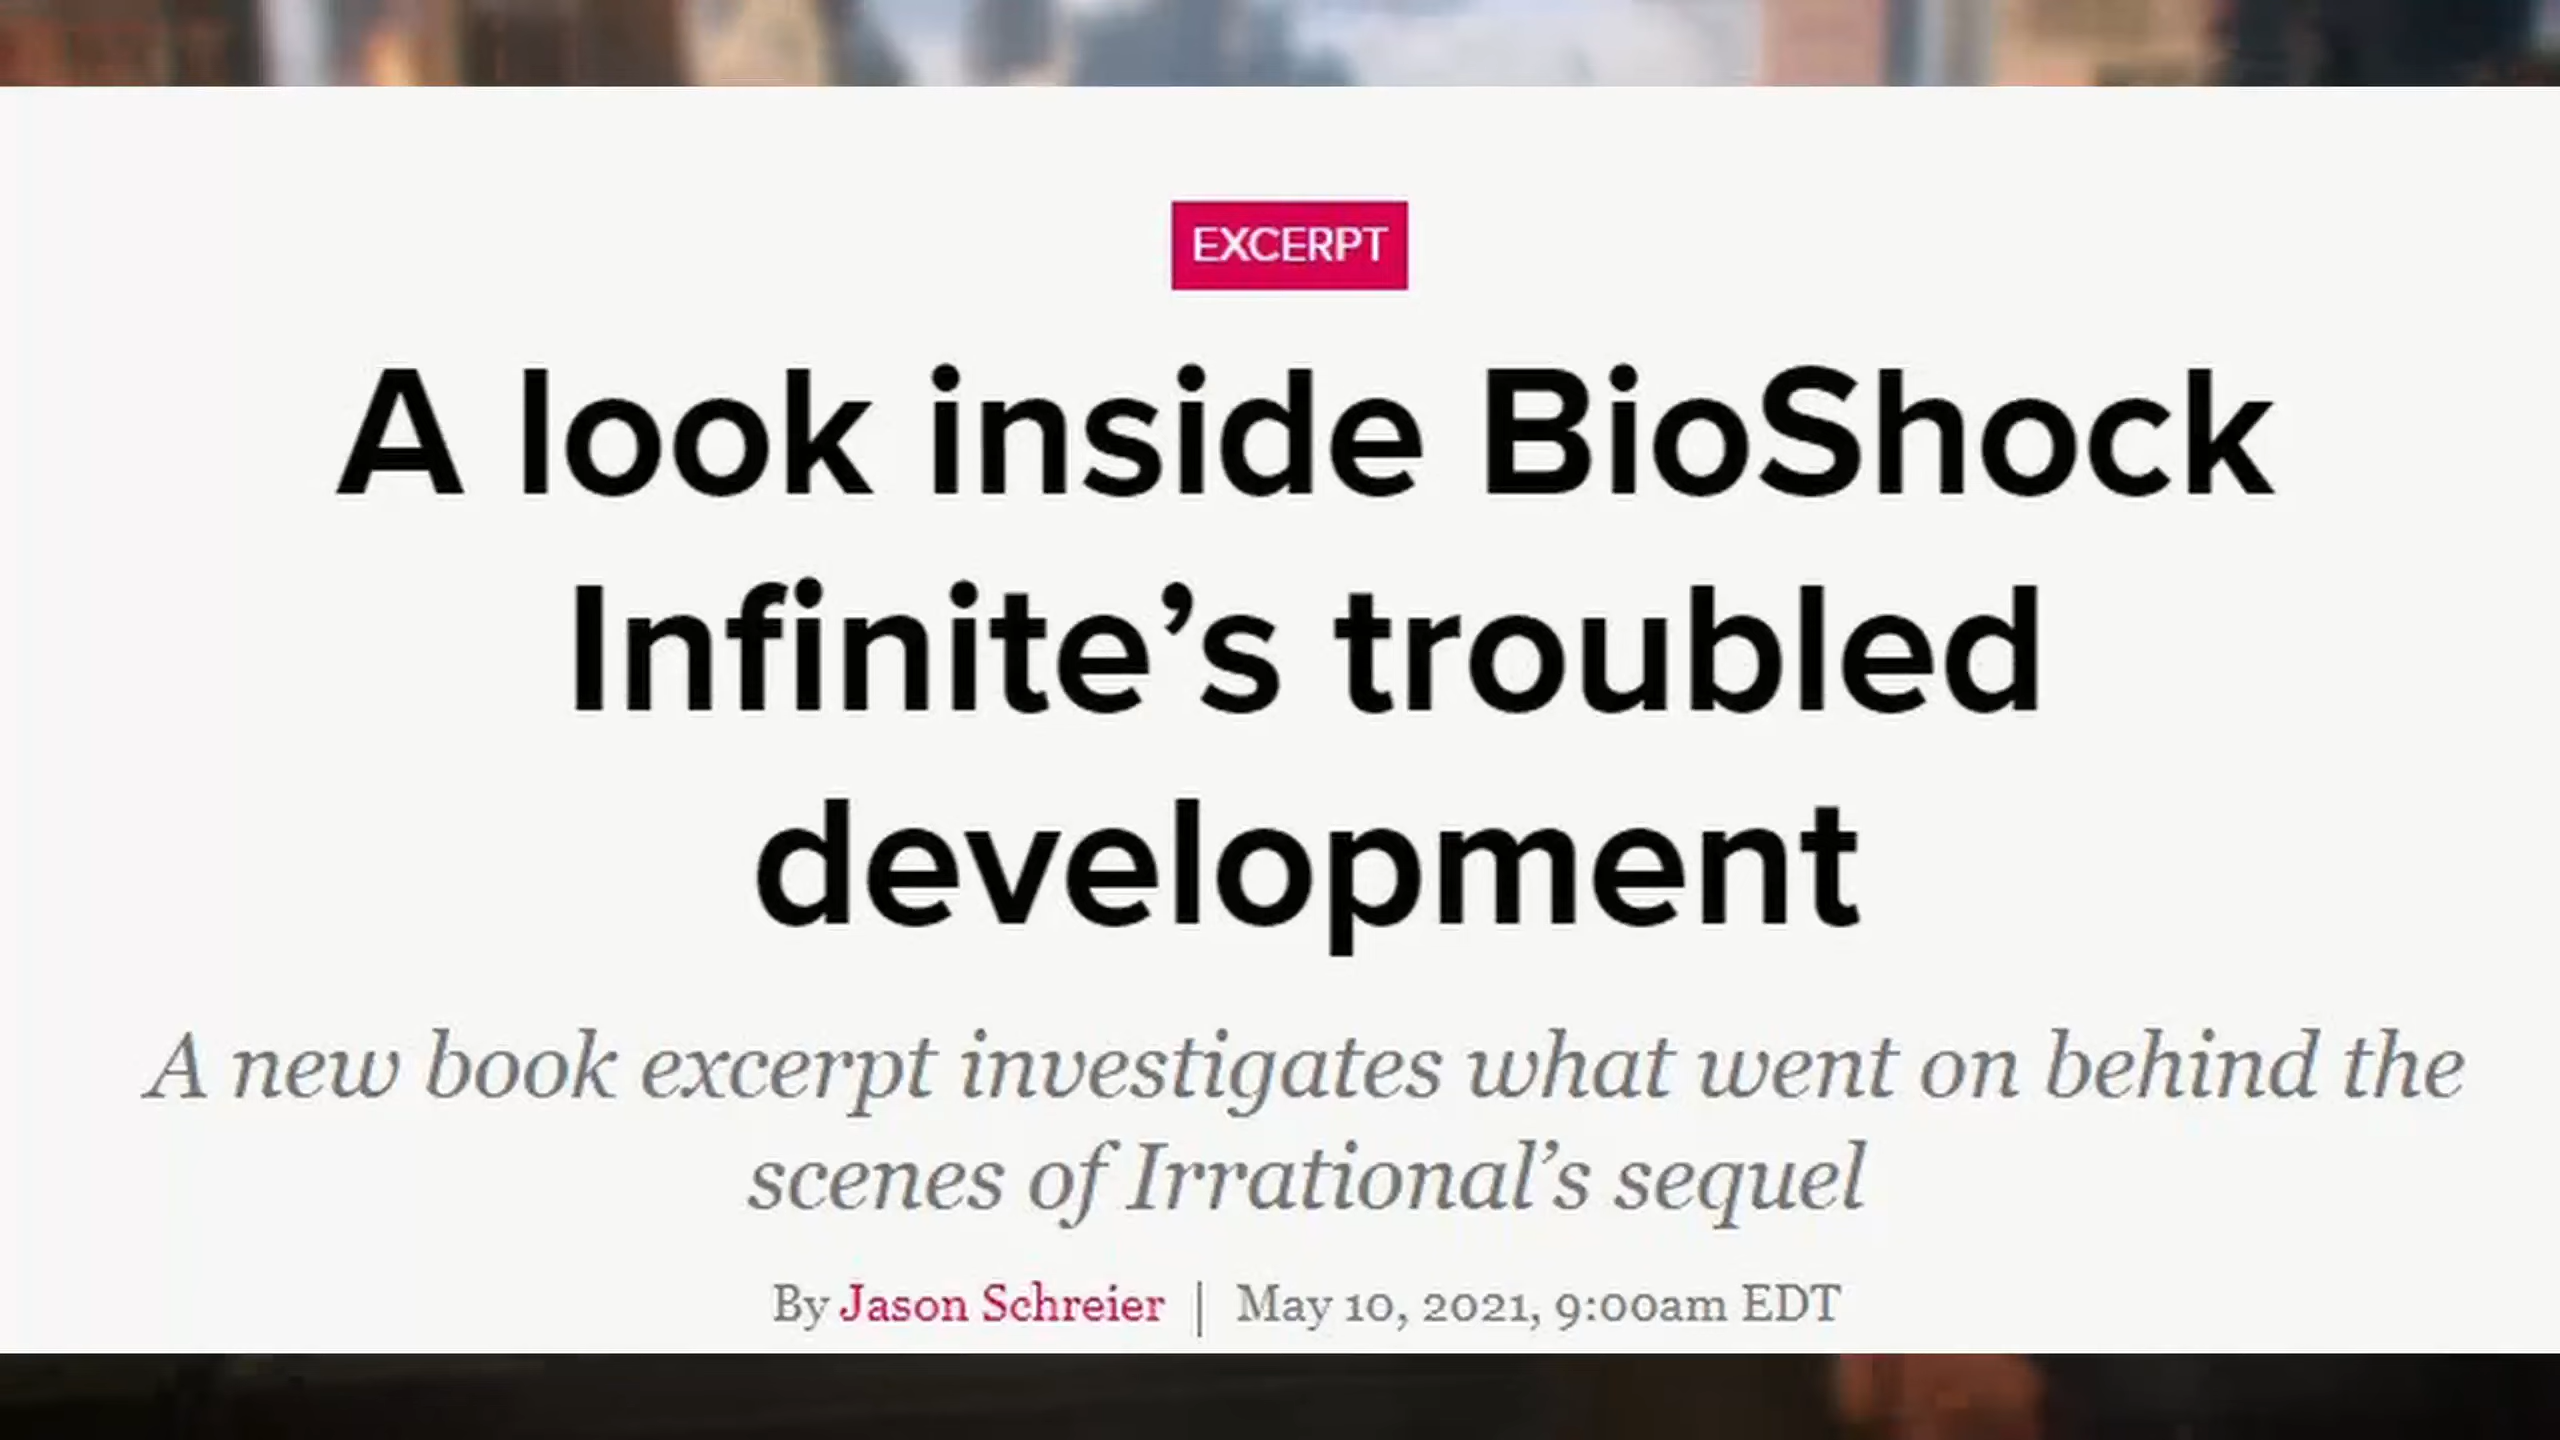 EXCERPT
A look inside BioShock
Infinite’s troubled
development
A new book excerpt investigates what went on behind the
scenes of Irrational’s sequel
By Jason Schreier | May 10, 2021, 9:00am EDT